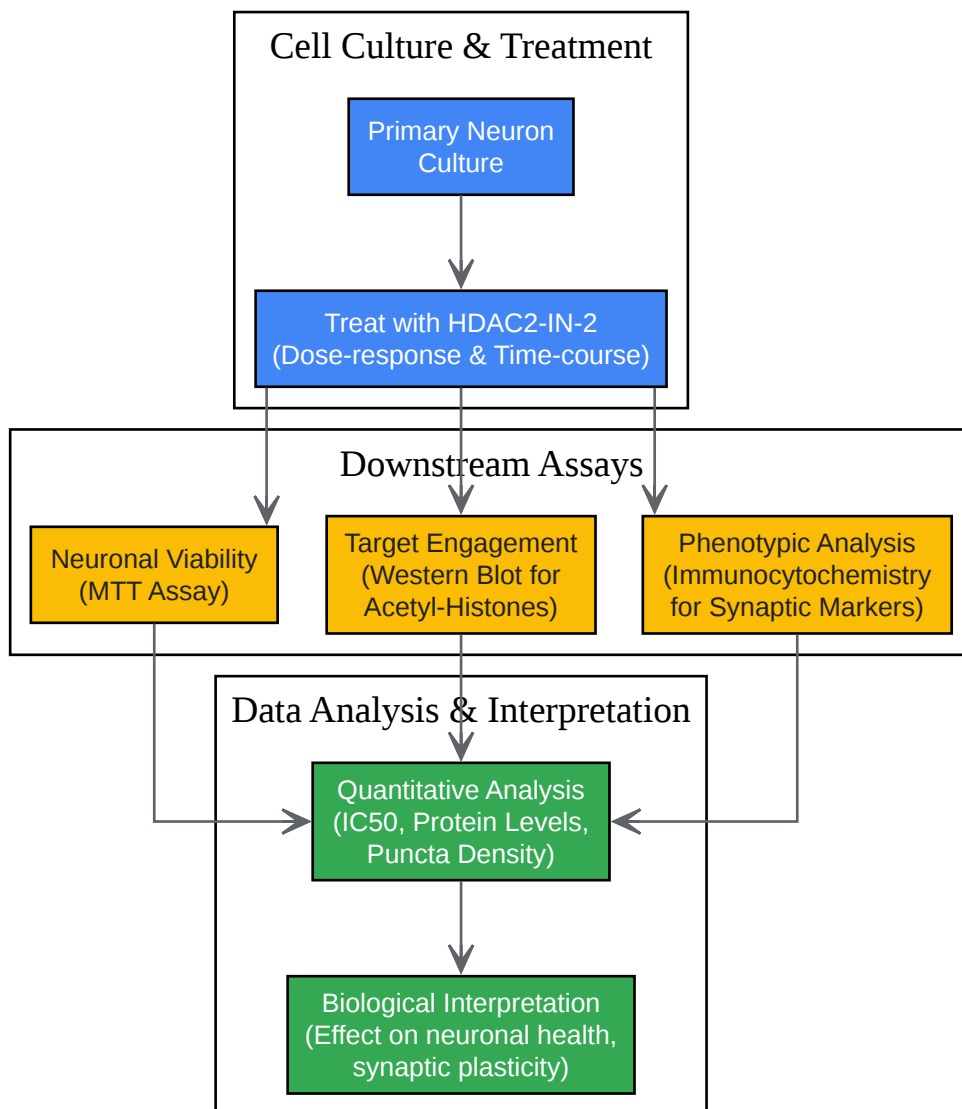 Cell Culture & Treatment
Primary Neuron
Culture
Treat with HDAC2-IN-2
(Dose-response & Time-course)
Downstream Assays
Neuronal Viability
(MTT Assay)
Target Engagement
(Western Blot for
Acetyl-Histones)
Phenotypic Analysis
(Immunocytochemistry
for Synaptic Markers)
Data Analysis & Interpretation
Quantitative Analysis
(IC50, Protein Levels,
Puncta Density)
Biological Interpretation
(Effect on neuronal health,
synaptic plasticity)